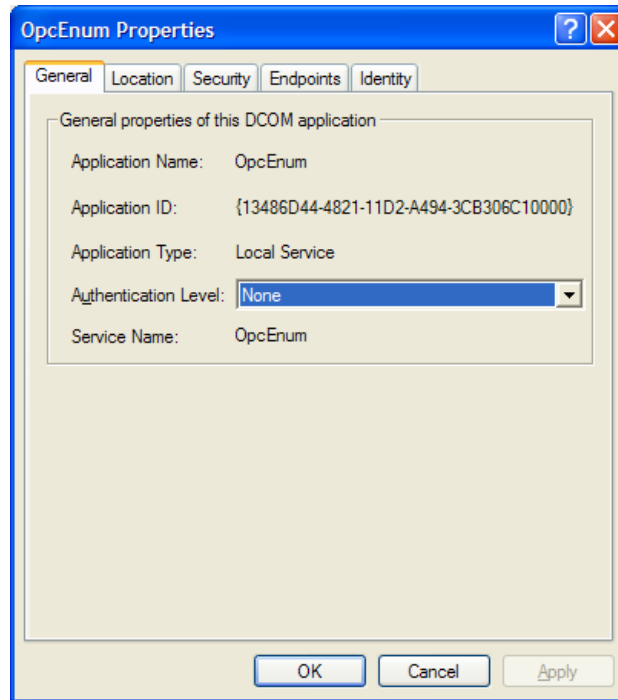 OpcEnum Properties
General Location Security Endpoints Identity
General properties of this DCOM application
Application Name: OpcEnum
Application ID: {13486D44-4821-11D2-A494-3CB306C10000}
Application Type: Local Service
Authentication Level: None
Service Name: OpcEnum
OK Cancel Apply